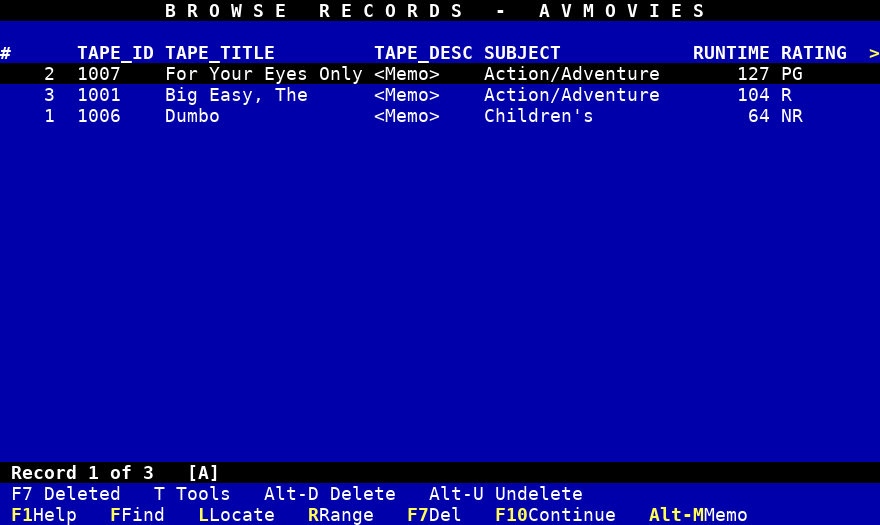 B R O W S E   R E C O R D S   -   A V M O V I E S
#      TAPE_ID TAPE_TITLE         TAPE_DESC SUBJECT            RUNTIME RATING  >
    2  1007    For Your Eyes Only <Memo>    Action/Adventure       127 PG
    3  1001    Big Easy, The      <Memo>    Action/Adventure       104 R
    1  1006    Dumbo              <Memo>    Children's              64 NR
Record 1 of 3   [A]
F7 Deleted   T Tools   Alt-D Delete   Alt-U Undelete
F1Help   FFind   LLocate   RRange   F7Del   F10Continue   Alt-MMemo